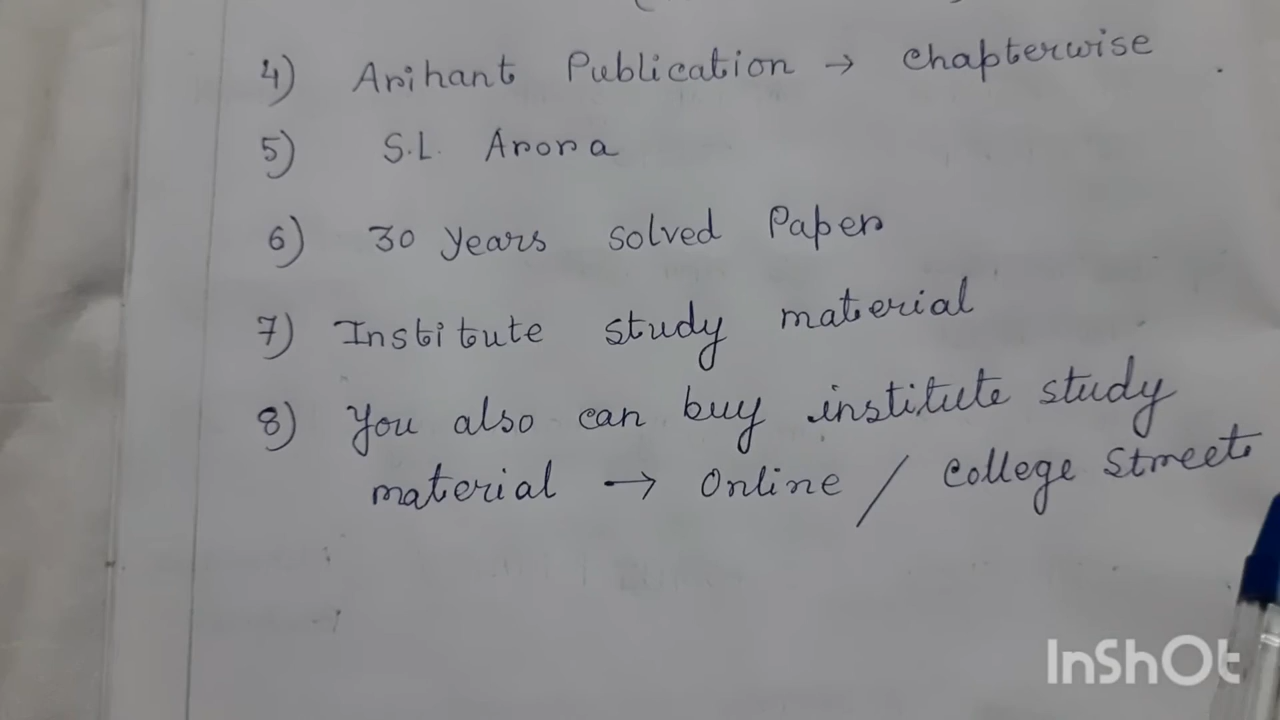 4) Arihant Publication → Chapterwise
5) S.L. Arora
6) 30 years solved Paper
7) Institute study material
8) You also can buy institute study
material → Online / College Street
InShOt